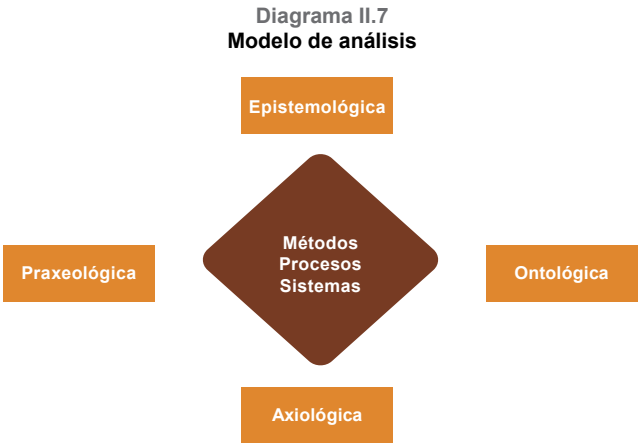 Diagrama II.7
Modelo de análisis
Epistemológica
Métodos
Procesos
Sistemas
Praxeológica
Ontológica
Axiológica